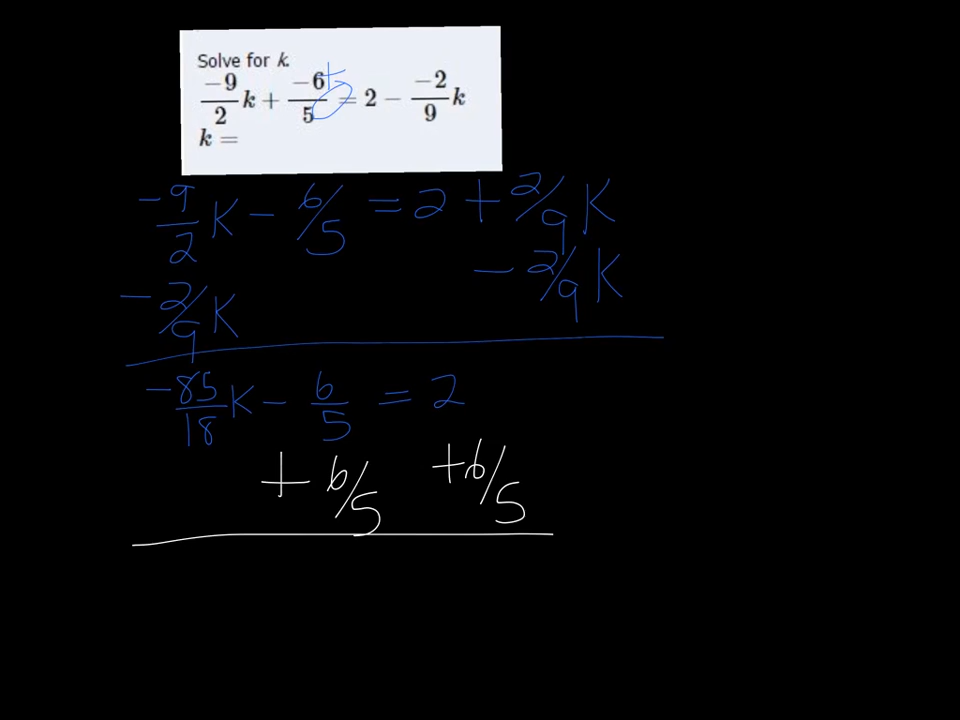 Solve for k.
-9/2 k + -6/5 = 2 - -2/9 k
k =
-9/2 K - 6/5 = 2 + 2/9 K
- 2/9 K - 2/9 K
-85/18 K - 6/5 = 2
+ 6/5 + 6/5